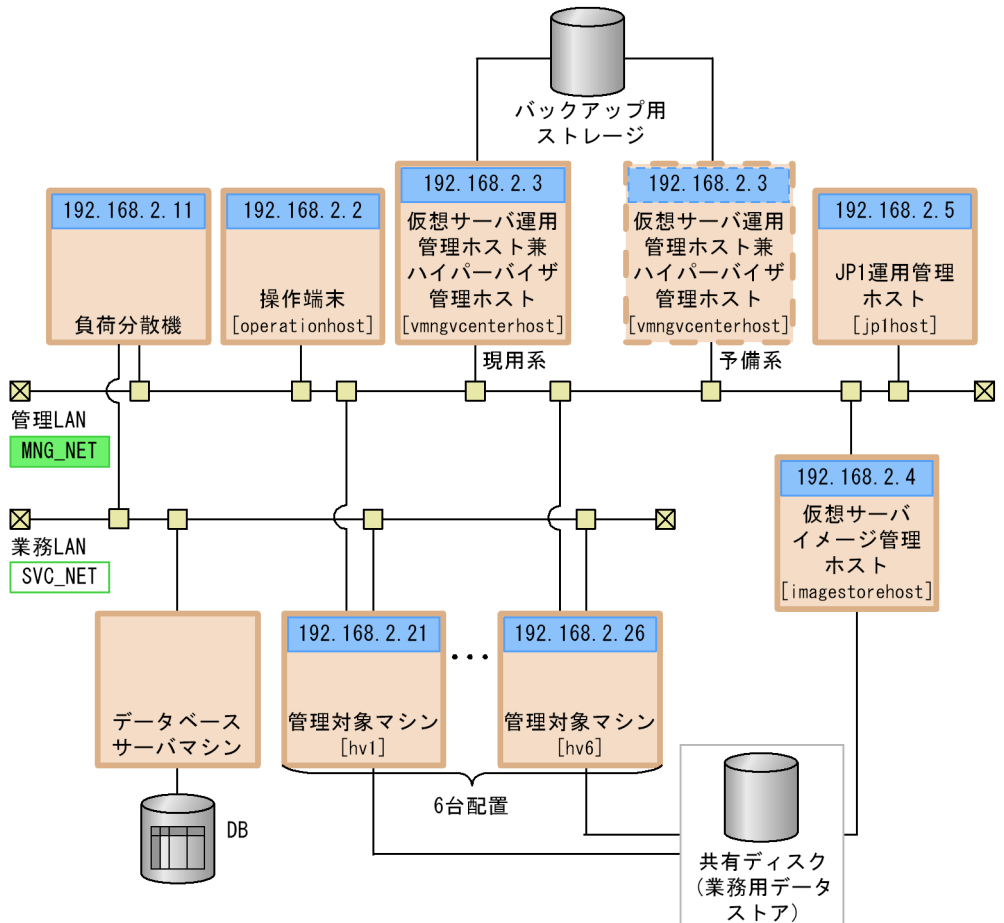 バックアップ用
ストレージ
192.168.2.11
負荷分散機
192.168.2.2
操作端末
[operationhost]
192.168.2.3
仮想サーバ運用
管理ホスト兼
ハイパーバイザ
管理ホスト
[vmngvcenterhost]
現用系
192.168.2.3
仮想サーバ運用
管理ホスト兼
ハイパーバイザ
管理ホスト
[vmngvcenterhost]
予備系
192.168.2.5
JP1運用管理
ホスト
[jp1host]
管理LAN
MNG_NET
業務LAN
SVC_NET
192.168.2.4
仮想サーバ
イメージ管理
ホスト
[imagestorehost]
データベース
サーバマシン
DB
192.168.2.21
管理対象マシン
[hv1]
...
192.168.2.26
管理対象マシン
[hv6]
6台配置
共有ディスク
(業務用データ
ストア)